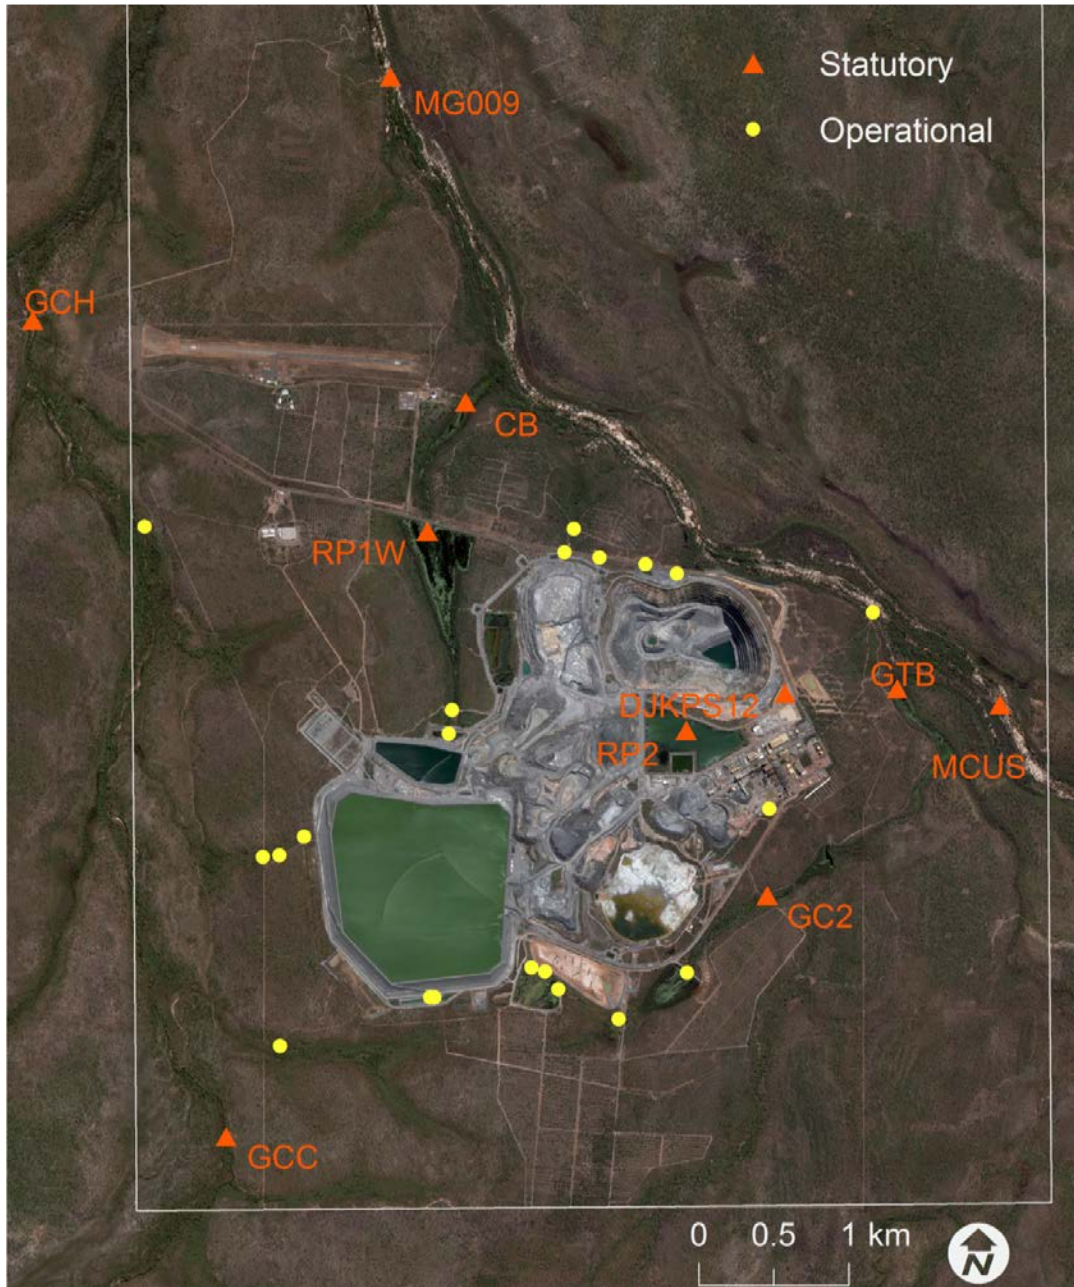 Statutory
MG009
Operational
GCH
CB
RP1W
GTB
DJKPS12
RP2
MCUS
GC2
GCC
0 0.5 1 km
N